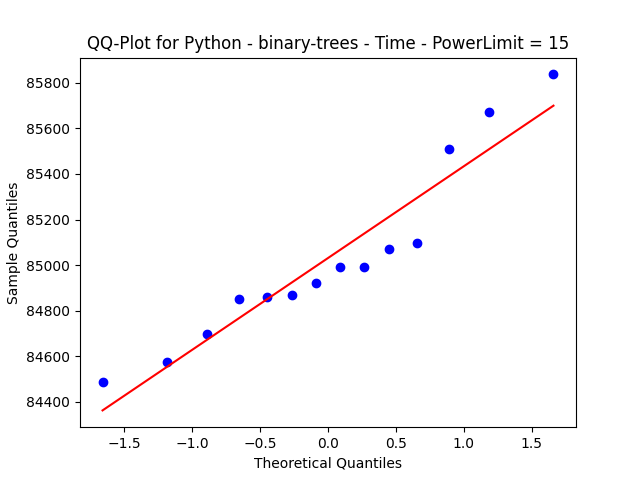 QQ-Plot for Python - binary-trees - Time - PowerLimit = 15
85800
85600
85400
85200
85000
84800
84600
84400
Sample Quantiles
−1.5 −1.0 −0.5 0.0 0.5 1.0 1.5
Theoretical Quantiles